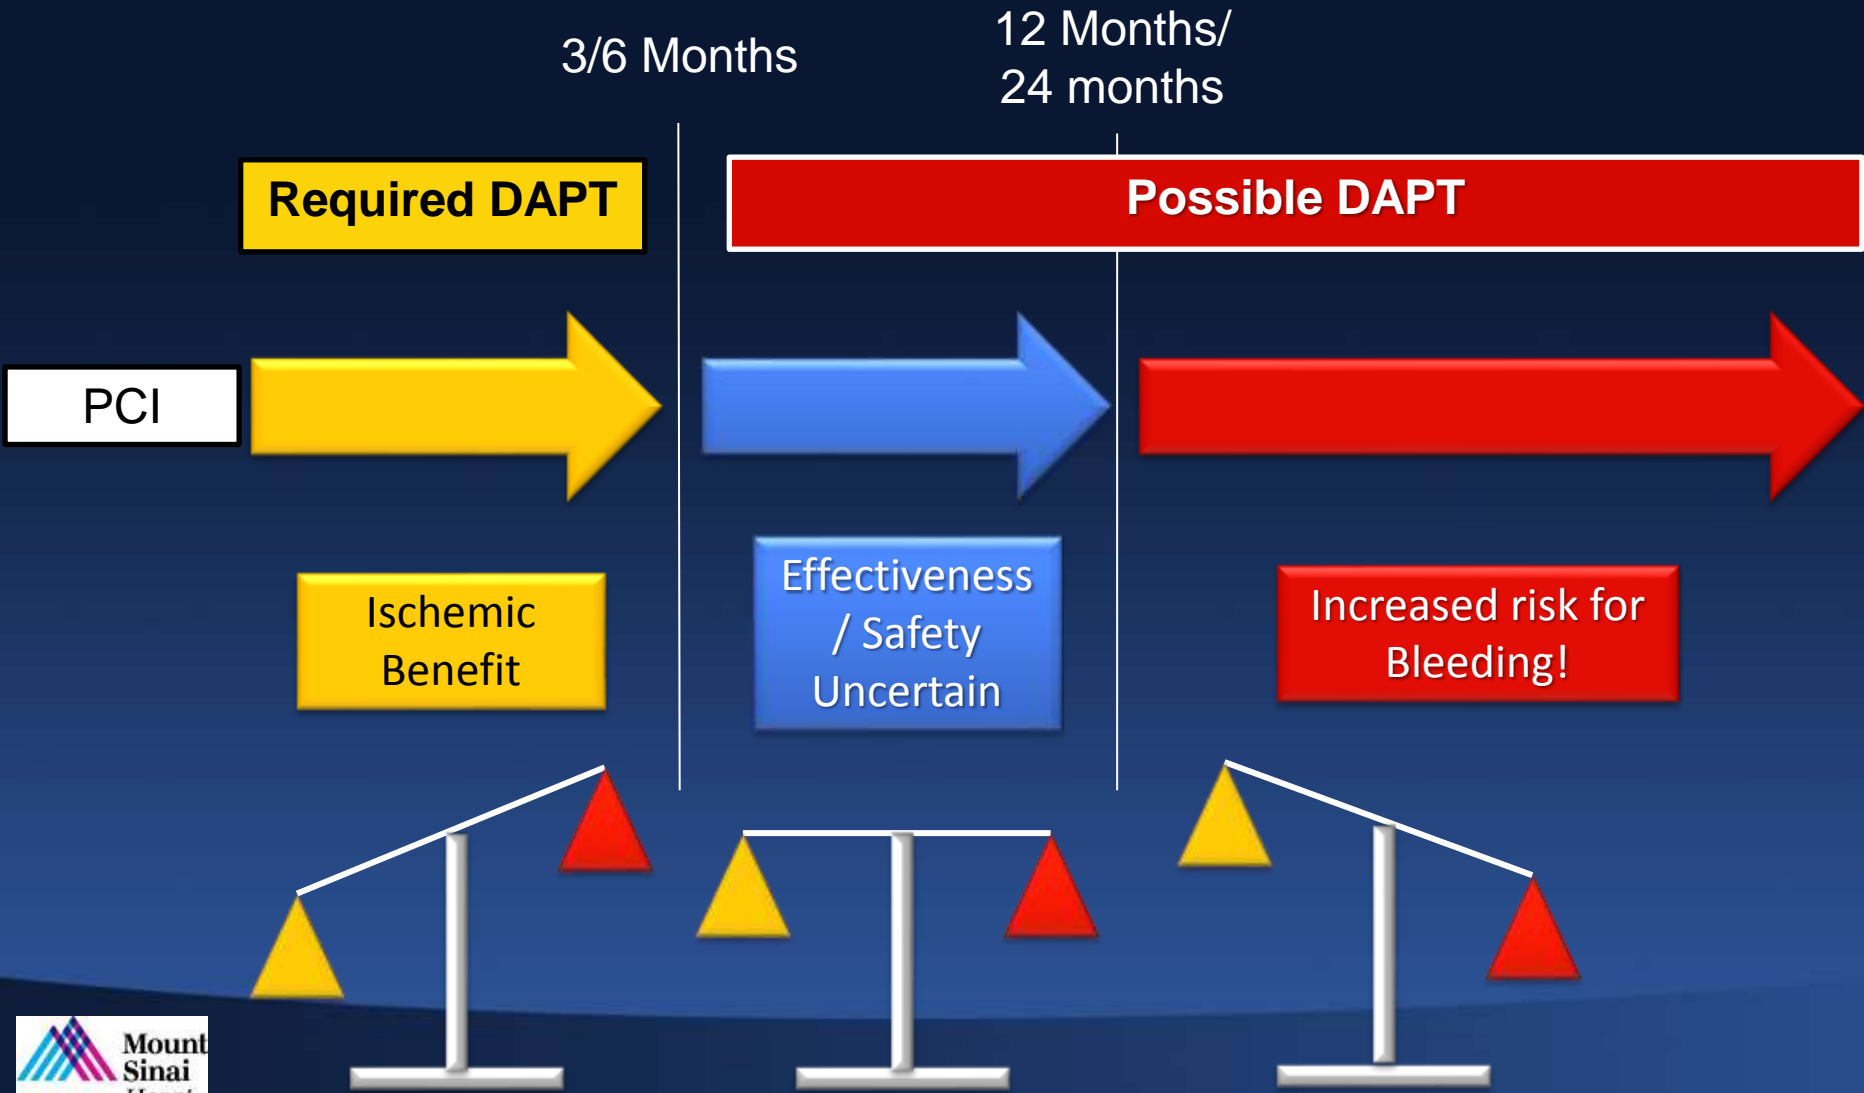 3/6 Months
12 Months/
24 months
Required DAPT
Possible DAPT
PCI
Ischemic
Benefit
Effectiveness
/ Safety
Uncertain
Increased risk for
Bleeding!
Mount
Sinai